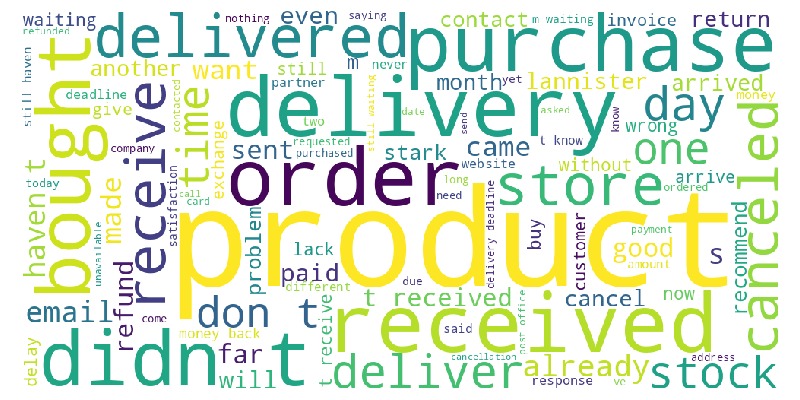 waiting
refunded
delivered
nothing
even
saying
contact
m waiting
invoice
return
purchase
still haven
bought
another
want
still
m
never
month
yet
lannister
arrived
money
deadline
give
receive
contacted
time
partner
delivery
still waiting
date
send
asked
know
day
wrong
company
exchange
two
requested
purchased
sent
stark
came
website
t know
without
one
canceled
haven t
today
made
satisfaction
call
card
order
long
need
store
arrive
ordered
unavailable
product
problem
lack
delivery deadline
buy
customer
payment
good
amount
s
recommend
refund
paid
different
due
email
come
don t
t received
cancel
now
money back
t receive
received
said
post office
delay
didn t
far
will
deliver
cancellation
already
response
ve
address
stock